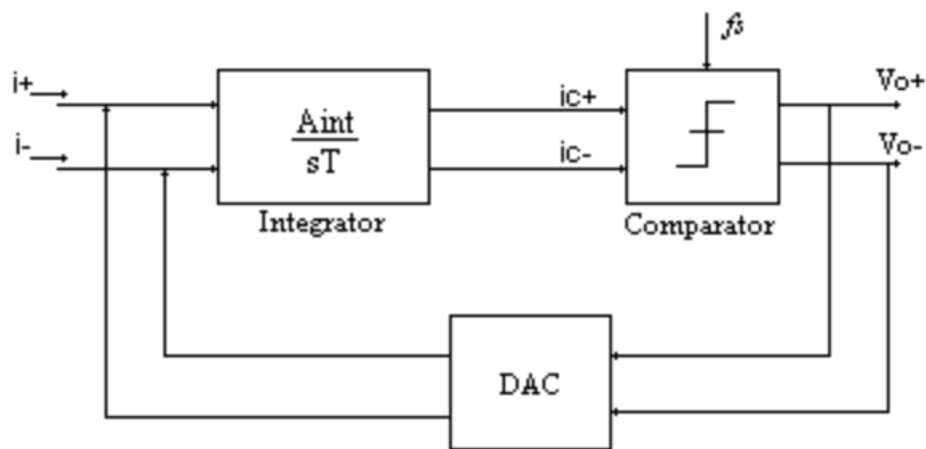 fs
i+
i-
Aint
sT
Integrator
ic+
ic-
Comparator
Vo+
Vo-
DAC